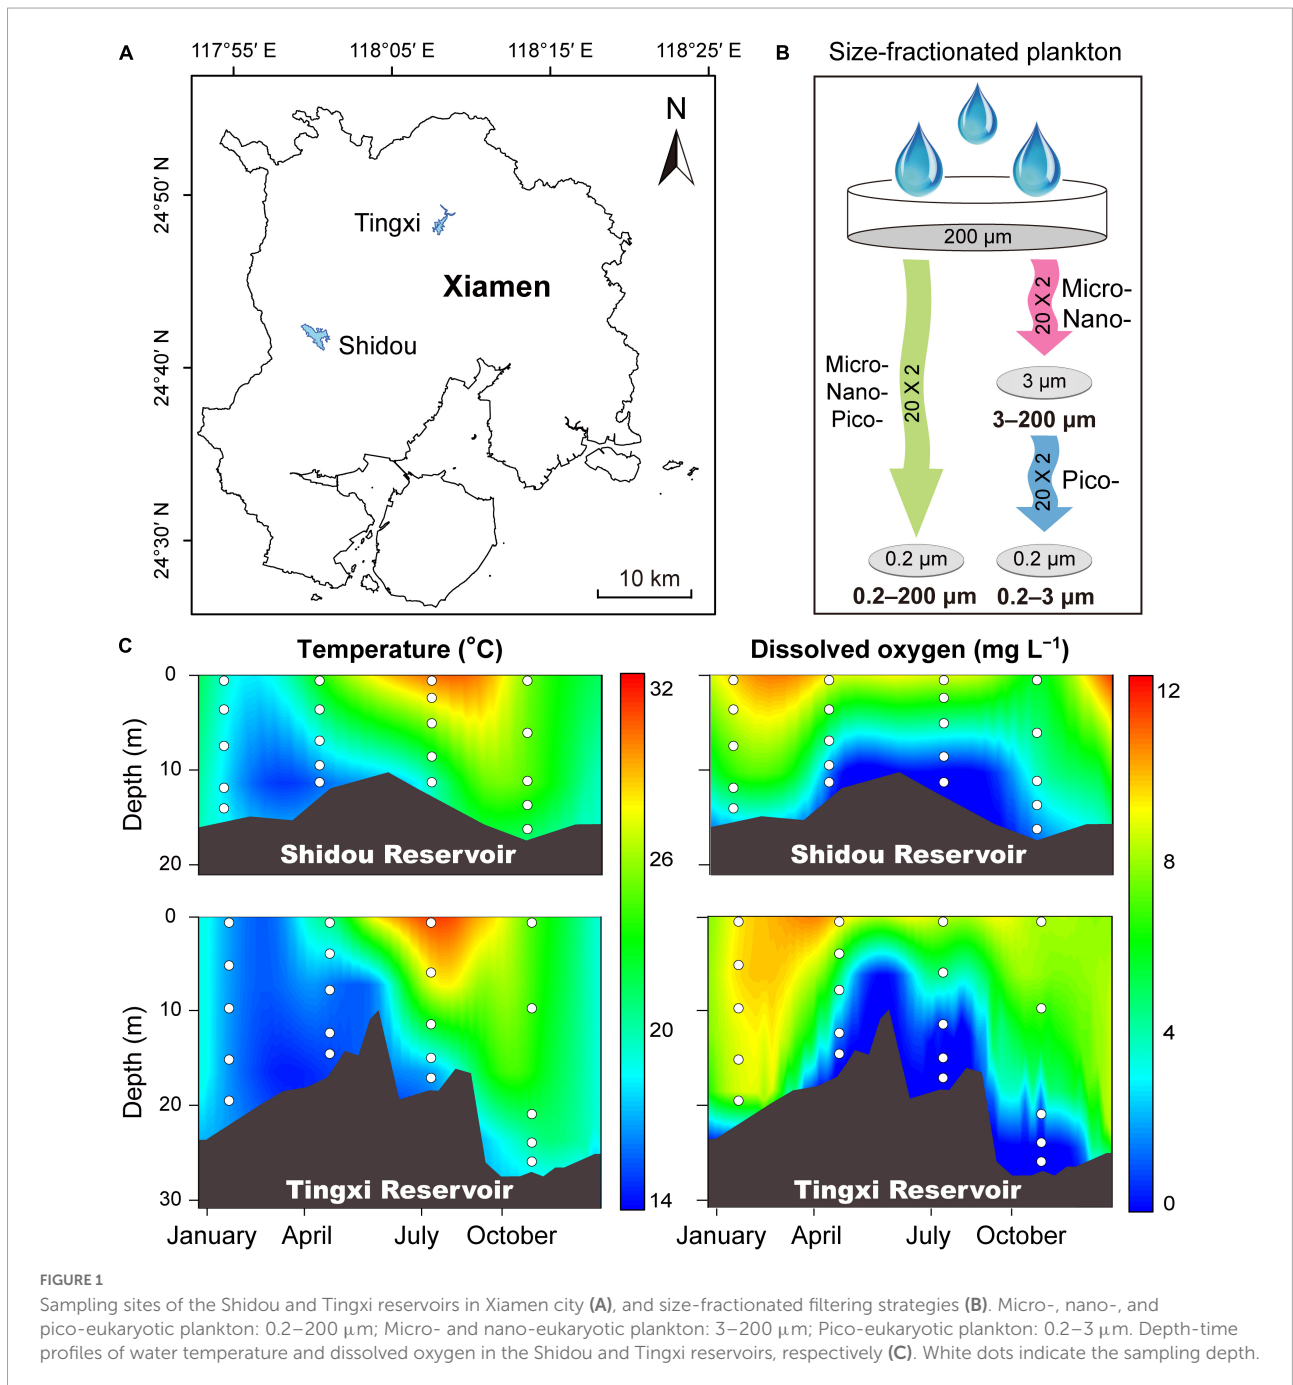 A
117°55′ E
118°05′ E
118°15′ E
118°25′ E
24°50′ N
24°40′ N
24°30′ N
N
Tingxi
Xiamen
Shidou
10 km
B
Size-fractionated plankton
200 µm
20 X 2
Micro-
Nano-
Micro-
Nano-
Pico-
20 X 2
3 µm
3–200 µm
20 X 2
Pico-
0.2 µm
0.2 µm
0.2–200 µm
0.2–3 µm
C
Temperature (°C)
Dissolved oxygen (mg L⁻¹)
Depth (m)
0
10
20
Shidou Reservoir
Shidou Reservoir
Depth (m)
0
10
20
30
Tingxi Reservoir
Tingxi Reservoir
32
26
20
14
12
8
4
0
January
April
July
October
January
April
July
October
FIGURE 1
Sampling sites of the Shidou and Tingxi reservoirs in Xiamen city (A), and size-fractionated filtering strategies (B). Micro-, nano-, and
pico-eukaryotic plankton: 0.2–200 µm; Micro- and nano-eukaryotic plankton: 3–200 µm; Pico-eukaryotic plankton: 0.2–3 µm. Depth-time
profiles of water temperature and dissolved oxygen in the Shidou and Tingxi reservoirs, respectively (C). White dots indicate the sampling depth.